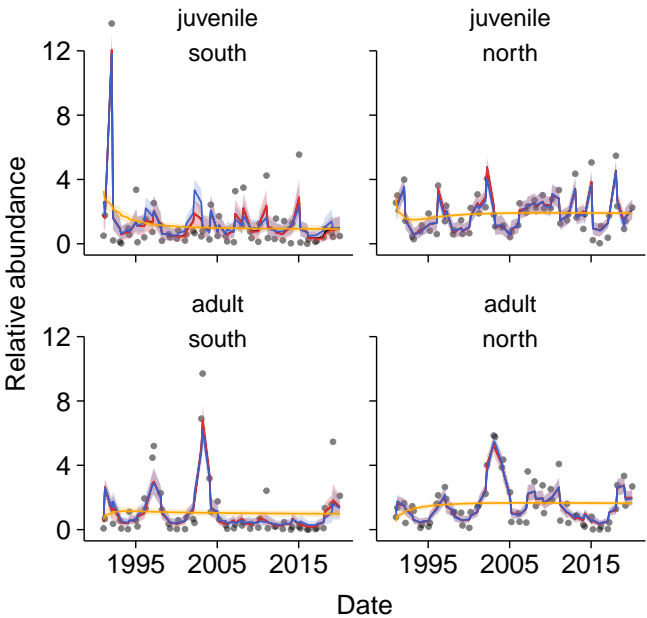 juvenile
south
juvenile
north
12
8
4
0
adult
south
adult
north
12
8
4
0
1995
2005
2015
1995
2005
2015
Relative abundance
Date